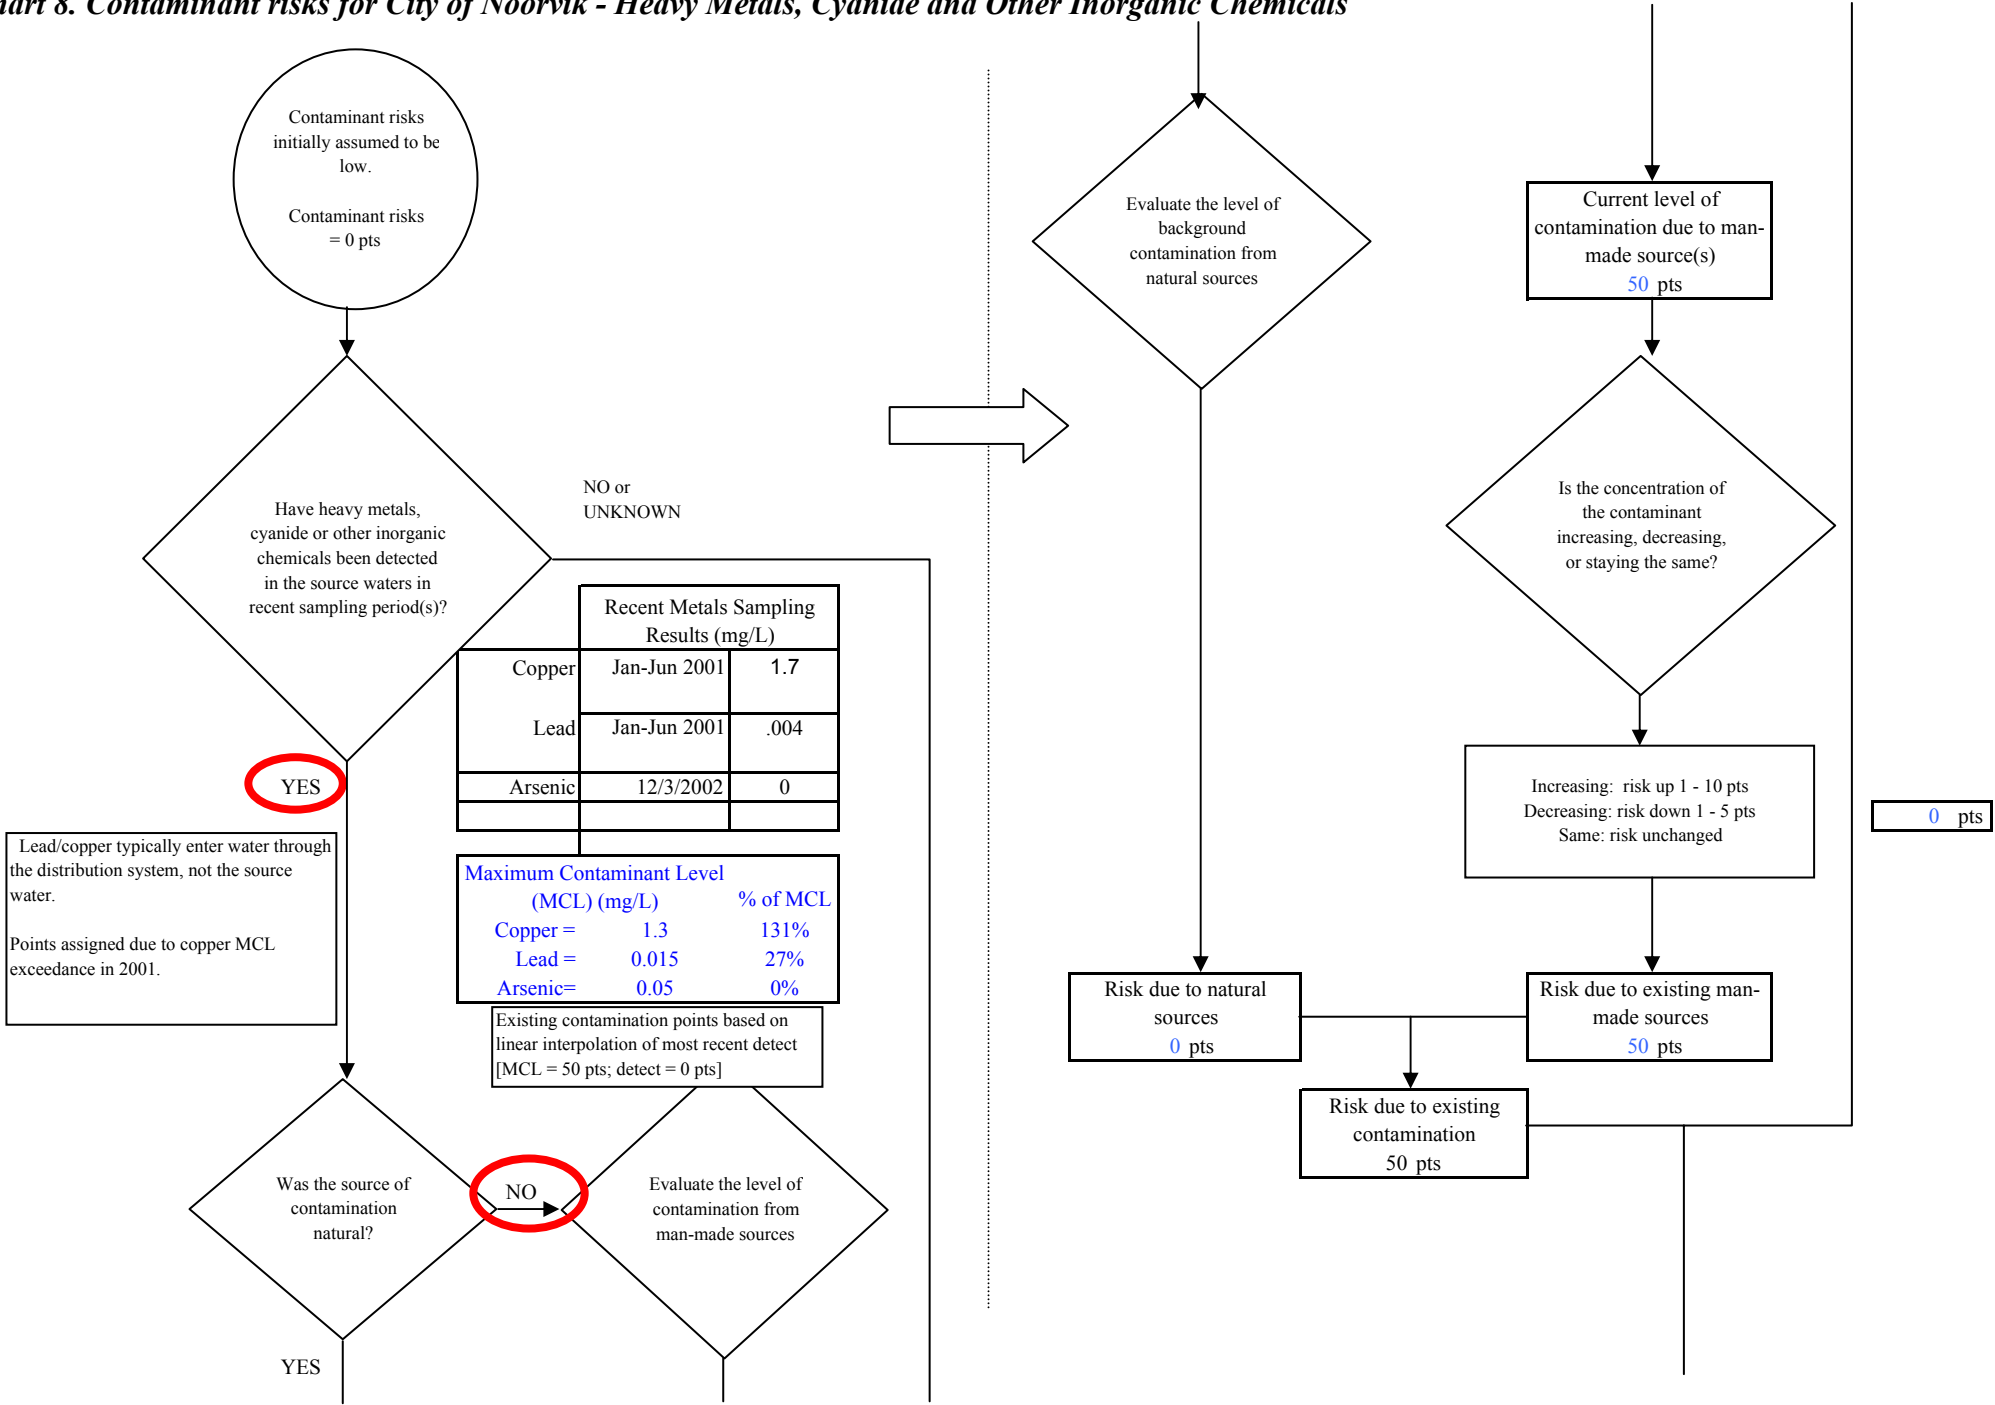 hart 8. Contaminant risks for City of Noorvik - Heavy Metals, Cyanide and Other Inorganic Chemicals
Contaminant risks
initially assumed to be
low.
Contaminant risks
= 0 pts
Have heavy metals,
cyanide or other inorganic
chemicals been detected
in the source waters in
recent sampling period(s)?
NO or
UNKNOWN
Recent Metals Sampling
Results (mg/L)
Copper Jan-Jun 2001 1.7
Lead Jan-Jun 2001 .004
Arsenic 12/3/2002 0
YES
Lead/copper typically enter water through
the distribution system, not the source
water.
Points assigned due to copper MCL
exceedance in 2001.
Maximum Contaminant Level
(MCL) (mg/L) % of MCL
Copper = 1.3 131%
Lead = 0.015 27%
Arsenic= 0.05 0%
Existing contamination points based on
linear interpolation of most recent detect
[MCL = 50 pts; detect = 0 pts]
Was the source of
contamination
natural?
NO
Evaluate the level of
contamination from
man-made sources
YES
Evaluate the level of
background
contamination from
natural sources
Current level of
contamination due to man-
made source(s)
50 pts
Is the concentration of
the contaminant
increasing, decreasing,
or staying the same?
Increasing: risk up 1 - 10 pts
Decreasing: risk down 1 - 5 pts
Same: risk unchanged
0 pts
Risk due to natural
sources
0 pts
Risk due to existing man-
made sources
50 pts
Risk due to existing
contamination
50 pts